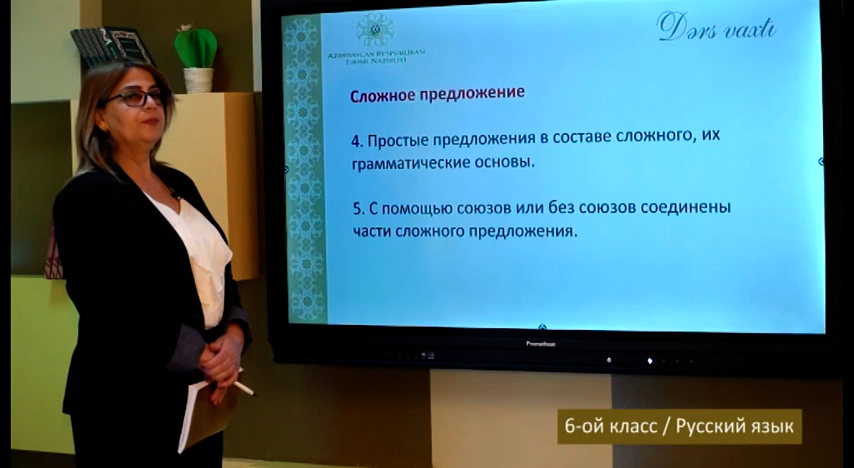 Dərs vaxtı
AZƏRBAYCAN RESPUBLİKASI
TƏHSİL NAZİRLİYİ
Сложное предложение
4. Простые предложения в составе сложного, их
грамматические основы.
5. С помощью союзов или без союзов соединены
части сложного предложения.
Promethean
6-ой класс / Русский язык